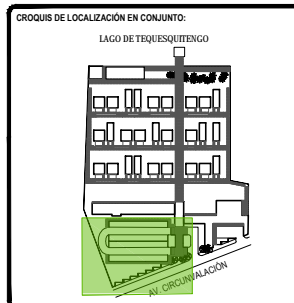 CROQUIS DE LOCALIZACIÓN EN CONJUNTO:
LAGO DE TEQUESQUITENGO
AV. CIRCUNVALACIÓN